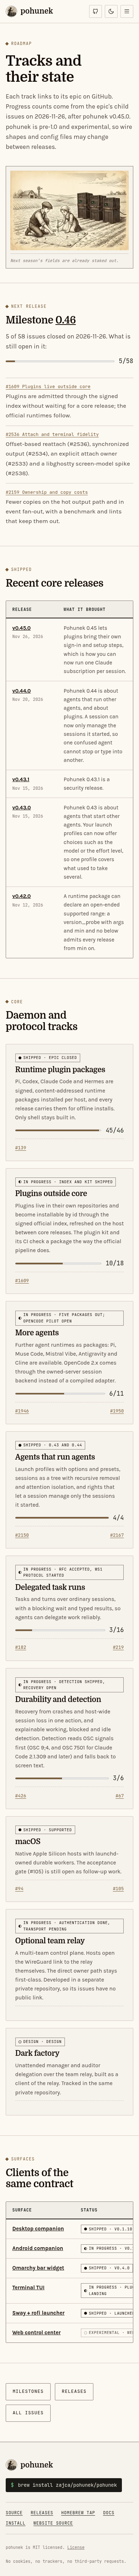 pohunek
ROADMAP
Tracks and
their state
Each track links to its epic on GitHub.
Progress counts come from the epic's child
issues on 2026-11-26, after pohunek v0.45.0.
pohunek is pre-1.0 and experimental, so wire
shapes and config files may change
between releases.
Next season's fields are already staked out.
NEXT RELEASE
Milestone 0.46
5 of 58 issues closed on 2026-11-26. What is
still open in it:
5/58
#1609 Plugins live outside core
Plugins are admitted through the signed
index without waiting for a core release; the
official runtimes follow.
#2536 Attach and terminal fidelity
Offset-based reattach (#2536), synchronized
output (#2534), an explicit attach owner
(#2533) and a libghostty screen-model spike
(#2538).
#2159 Ownership and copy costs
Fewer copies on the hot output path and in
event fan-out, with a benchmark and lints
that keep them out.
SHIPPED
Recent core releases
RELEASE WHAT IT BROUGHT
v0.45.0
Nov 26, 2026
Pohunek 0.45 lets
plugins bring their own
sign-in and setup steps,
which is how you can
now run one Claude
subscription per session.
v0.44.0
Nov 20, 2026
Pohunek 0.44 is about
agents that run other
agents, and about
plugins. A session can
now only manage the
sessions it started, so
one confused agent
cannot stop or type into
another.
v0.43.1
Nov 15, 2026
Pohunek 0.43.1 is a
security release.
v0.43.0
Nov 15, 2026
Pohunek 0.43 is about
agents that start other
agents. Your launch
profiles can now offer
choices such as the
model or the effort level,
so one profile covers
what used to take
several.
v0.42.0
Nov 12, 2026
A runtime package can
declare an open-ended
supported range: a
version_probe with args
and min and no below
admits every release
from min on.
CORE
Daemon and
protocol tracks
SHIPPED · EPIC CLOSED
Runtime plugin packages
Pi, Codex, Claude Code and Hermes are
signed, content-addressed runtime
packages installed per host, and every
release carries them for offline installs.
Only shell stays built in.
45/46
#139
IN PROGRESS · INDEX AND KIT SHIPPED
Plugins outside core
Plugins live in their own repositories and
become installable through the signed
official index, refreshed on the host
between core releases. The plugin kit and
its CI check a package the way the official
pipeline does.
10/18
#1609
IN PROGRESS · FIVE PACKAGES OUT;
OPENCODE PILOT OPEN
More agents
Further agent runtimes as packages: Pi,
Muse Code, Mistral Vibe, Antigravity and
Cline are available. OpenCode 2.x comes
through the owned-server session
backend instead of a compiled adapter.
6/11
#1946 #1950
SHIPPED · 0.43 AND 0.44
Agents that run agents
Launch profiles with options and presets,
sessions as a tree with recursive removal
and attention isolation, and rights that
let a session manage only the sessions
it started.
4/4
#2150 #2167
IN PROGRESS · RFC ACCEPTED, WS1
PROTOCOL STARTED
Delegated task runs
Tasks and turns over ordinary sessions,
with a blocking wait and typed results, so
agents can delegate work reliably.
3/16
#282 #219
IN PROGRESS · DETECTION SHIPPED,
RECOVERY OPEN
Durability and detection
Recovery from crashes and host-wide
session loss in one action, and
explainable working, blocked and idle
detection. Detection reads OSC signals
first (OSC 9;4, and OSC 7501 for Claude
Code 2.1.309 and later) and falls back to
screen text.
3/6
#426 #67
SHIPPED · SUPPORTED
macOS
Native Apple Silicon hosts with launchd-
owned durable workers. The acceptance
gate (#105) is still open as follow-up work.
#94 #105
IN PROGRESS · AUTHENTICATION DONE,
TRANSPORT PENDING
Optional team relay
A multi-team control plane. Hosts open
the WireGuard link to the relay
themselves. The direct-peer path stays
first-class. Developed in a separate
private repository, so its issues have no
public link.
DESIGN · DESIGN
Dark factory
Unattended manager and auditor
delegation over the team relay, built as a
client of the relay. Tracked in the same
private repository.
SURFACES
Clients of the
same contract
SURFACE STATUS
Desktop companion
Android companion
Omarchy bar widget
Terminal TUI
Sway + rofi launcher
Web control center
MILESTONES RELEASES
ALL ISSUES
pohunek
$ brew install zajca/pohunek/pohunek
SOURCE RELEASES HOMEBREW TAP DOCS
INSTALL WEBSITE SOURCE
pohunek is MIT licensed. License
No cookies, no trackers, no third-party requests.